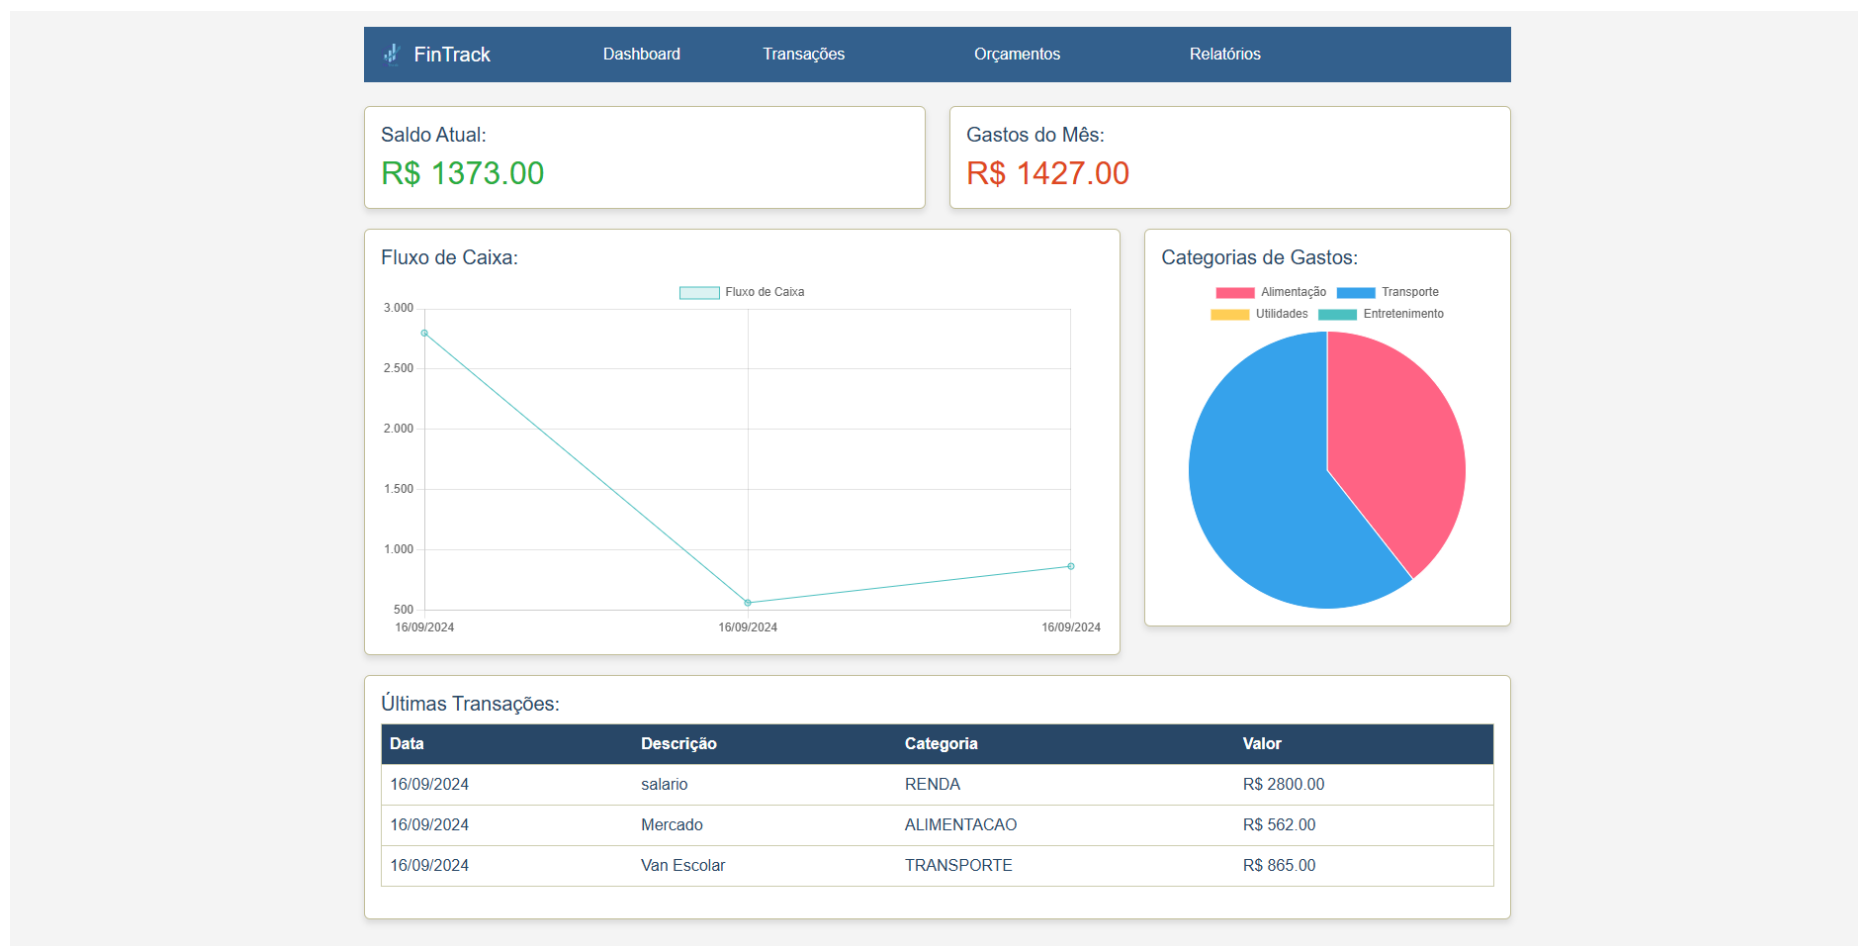 FinTrack Dashboard Transações Orçamentos Relatórios
Saldo Atual:
R$ 1373.00
Gastos do Mês:
R$ 1427.00
Fluxo de Caixa:
Fluxo de Caixa
3.000
2.500
2.000
1.500
1.000
500
16/09/2024 16/09/2024 16/09/2024
Categorias de Gastos:
Alimentação Transporte
Utilidades Entretenimento
Últimas Transações:
Data Descrição Categoria Valor
16/09/2024 salario RENDA R$ 2800.00
16/09/2024 Mercado ALIMENTACAO R$ 562.00
16/09/2024 Van Escolar TRANSPORTE R$ 865.00